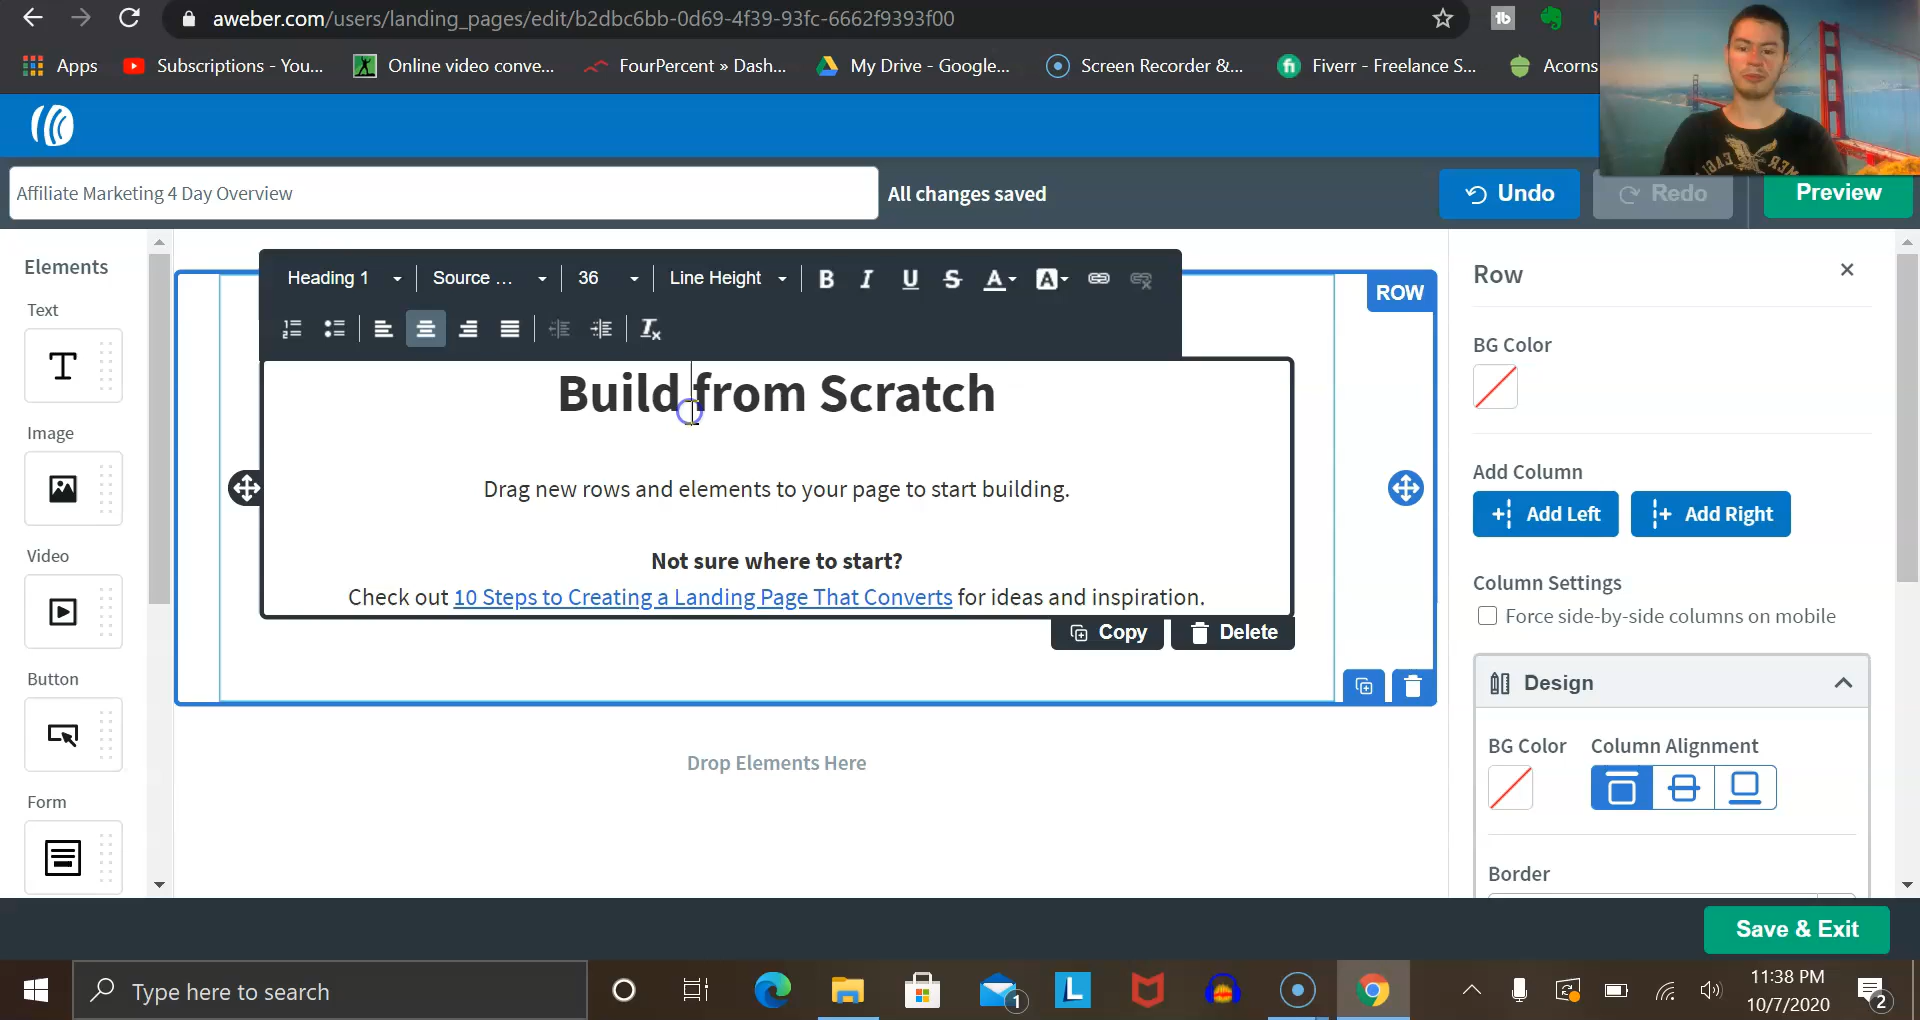 aweber.com/users/landing_pages/edit/b2dbc6bb-0d69-4f39-93fc-6662f9393f00
tb
Apps
Subscriptions - You...
Online video conve...
FourPercent » Dash...
My Drive - Google...
Screen Recorder &...
Fiverr - Freelance S...
Acorns
Affiliate Marketing 4 Day Overview
All changes saved
Undo
Redo
Preview
Elements
Text
Image
Video
Button
Form
Heading 1
Source ...
36
Line Height
ROW
Build from Scratch
Drag new rows and elements to your page to start building.
Not sure where to start?
Check out 10 Steps to Creating a Landing Page That Converts for ideas and inspiration.
Copy
Delete
Drop Elements Here
Row
BG Color
Add Column
Add Left
Add Right
Column Settings
Force side-by-side columns on mobile
Design
BG Color
Column Alignment
Border
Save & Exit
Type here to search
1
L
11:38 PM
10/7/2020
2